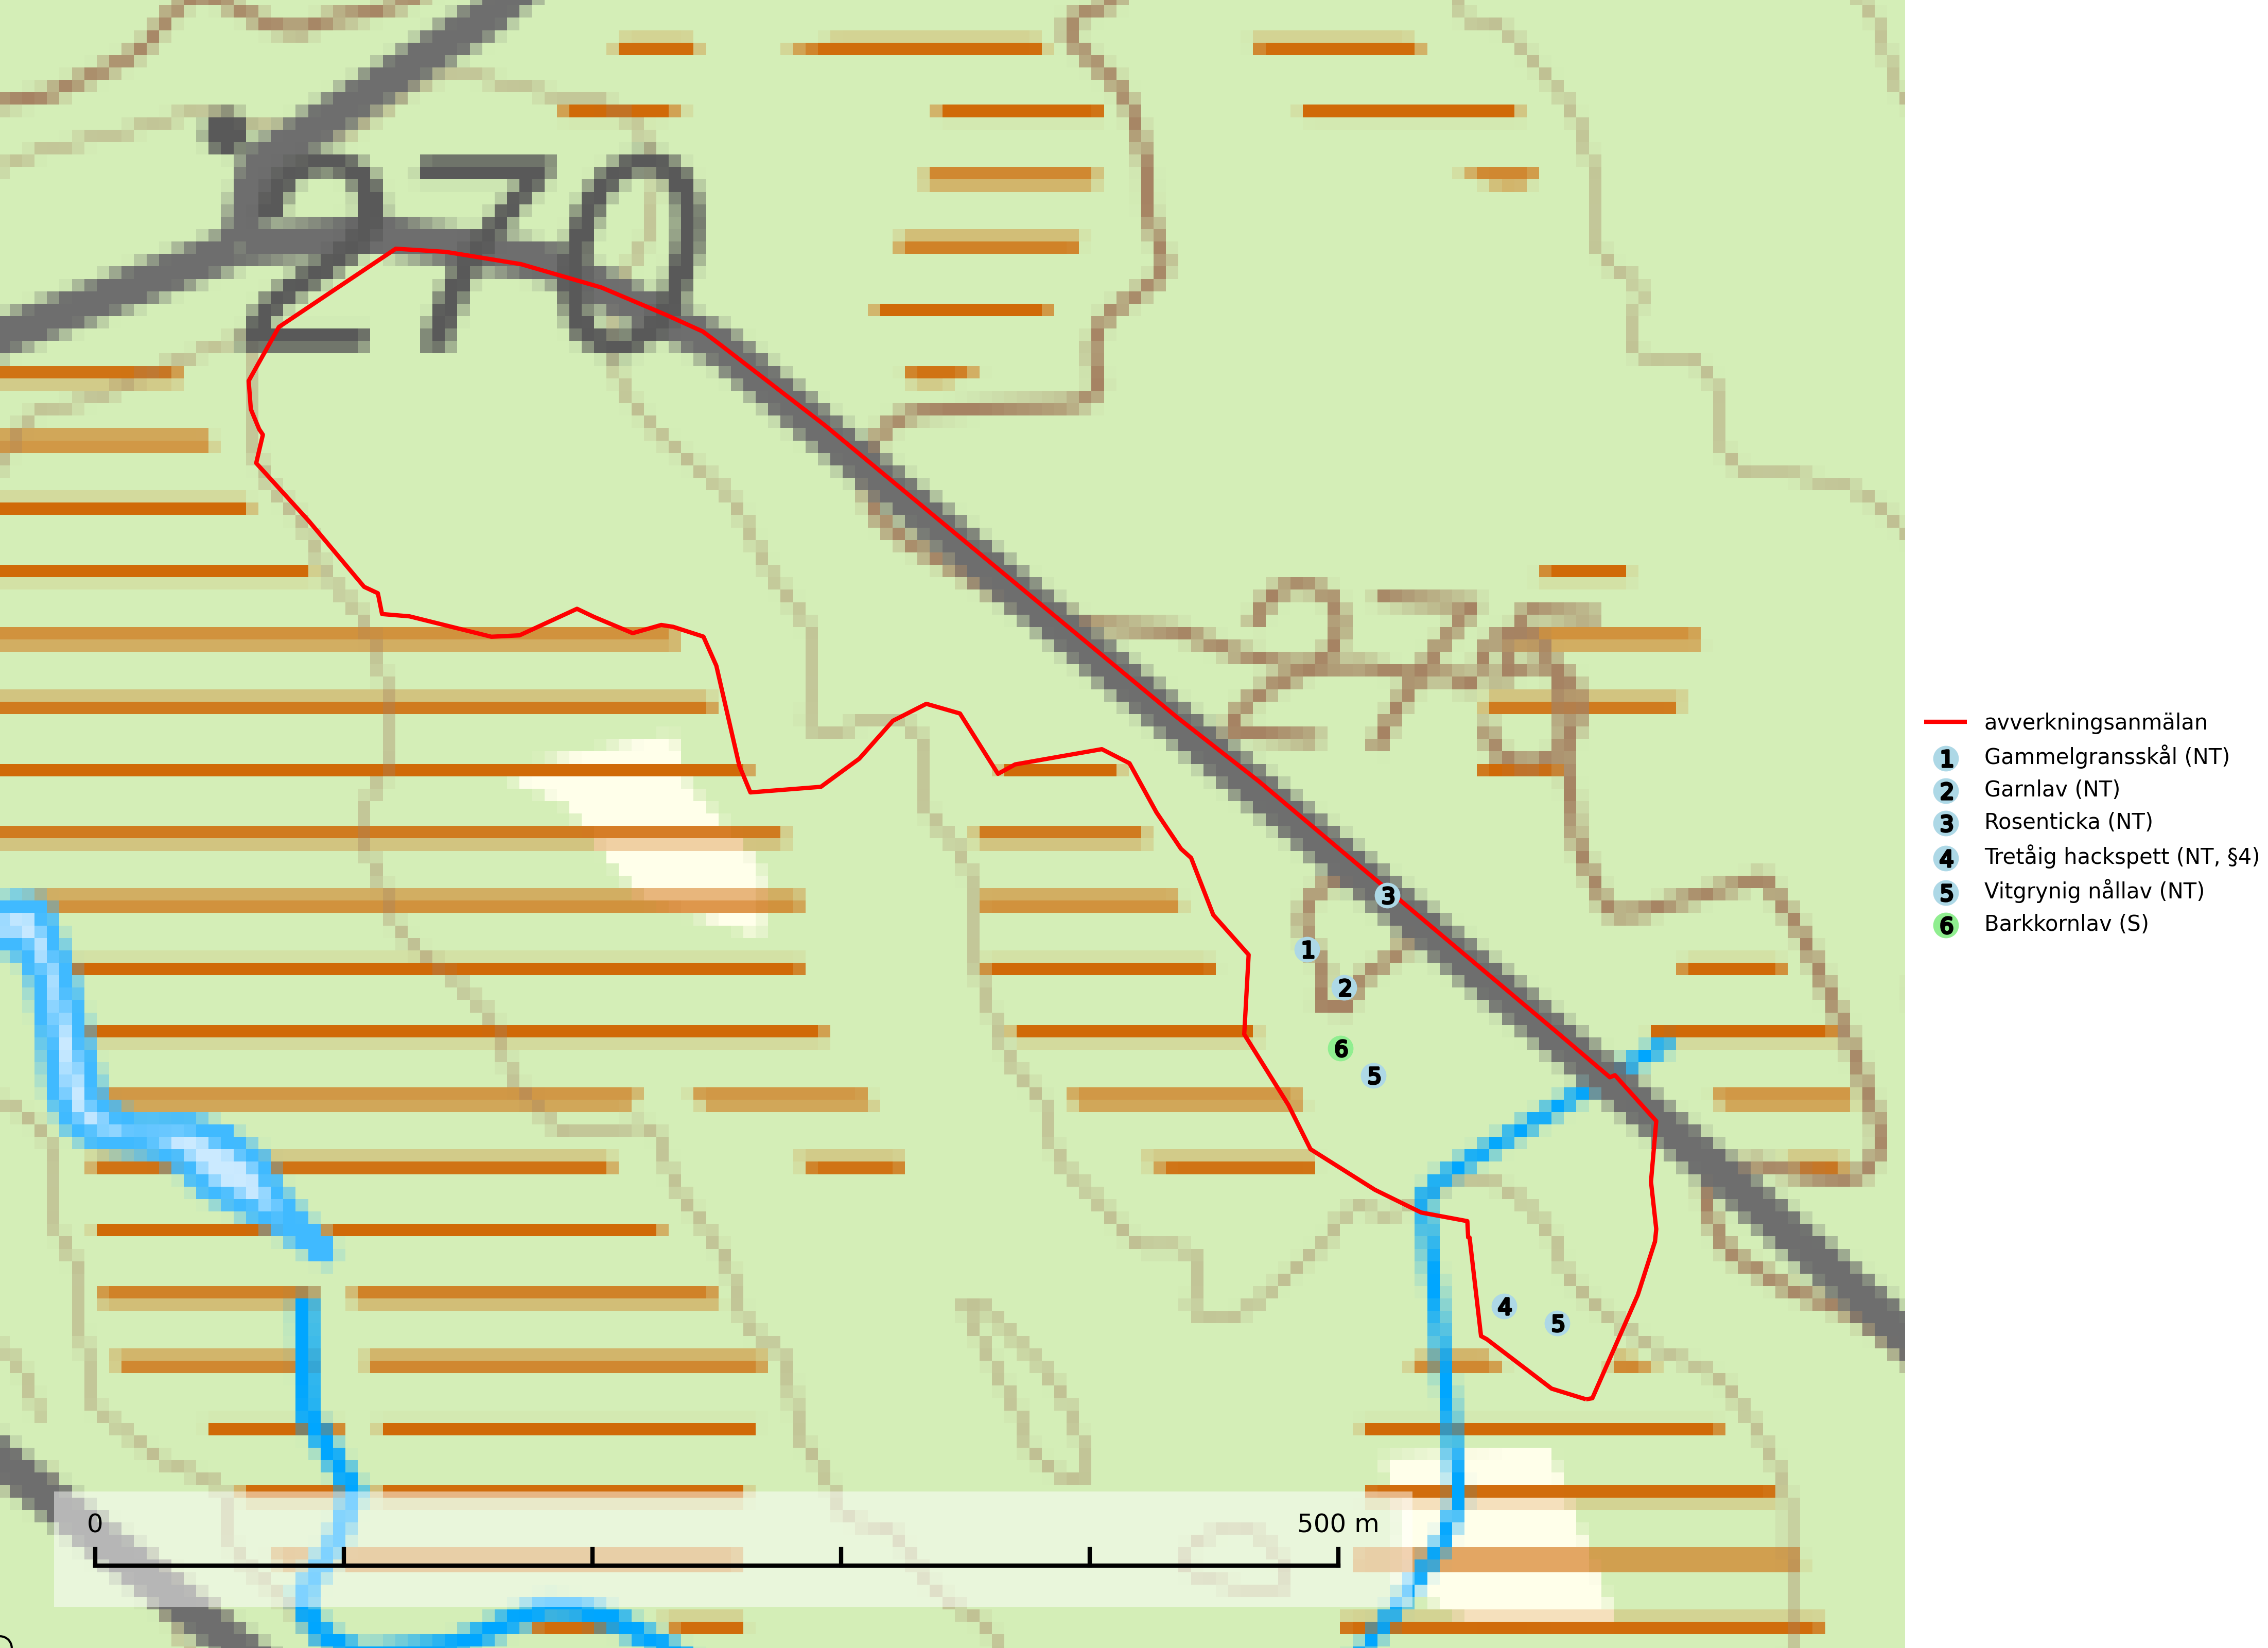 270
276
avverkningsanmälan
1 Gammelgransskål (NT)
2 Garnlav (NT)
3 Rosenticka (NT)
4 Tretåig hackspett (NT, §4)
5 Vitgrynig nållav (NT)
6 Barkkornlav (S)
3
1
2
6
5
4
5
0
500 m